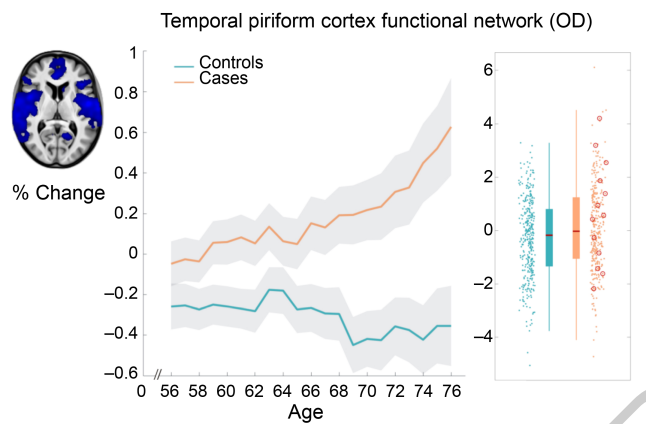 Temporal piriform cortex functional network (OD)
% Change
1
0.8
0.6
0.4
0.2
0
−0.2
−0.4
−0.6
Controls
Cases
0 56 58 60 62 64 66 68 70 72 74 76
Age
6
4
2
0
−2
−4